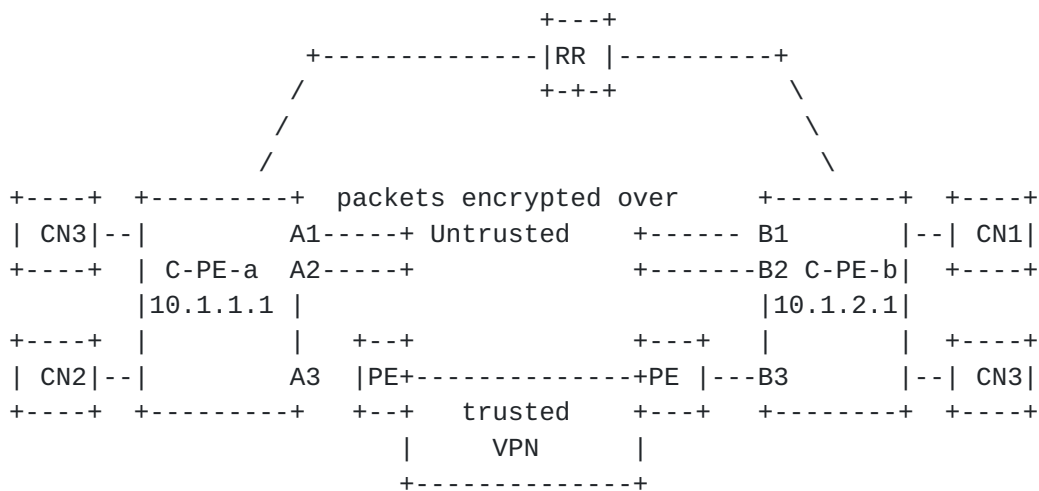 +---+
+--------------|RR |----------+
/ +-+-+ \
/ \
/ \
+----+ +---------+ packets encrypted over +--------+ +----+
| CN3|--| A1-----+ Untrusted +------ B1 |--| CN1|
+----+ | C-PE-a A2-----+ +-------B2 C-PE-b| +----+
|10.1.1.1 | |10.1.2.1|
+----+ | | +--+ +---+ | | +----+
| CN2|--| A3 |PE+--------------+PE |---B3 |--| CN3|
+----+ +---------+ +--+ trusted +---+ +--------+ +----+
| VPN |
+--------------+